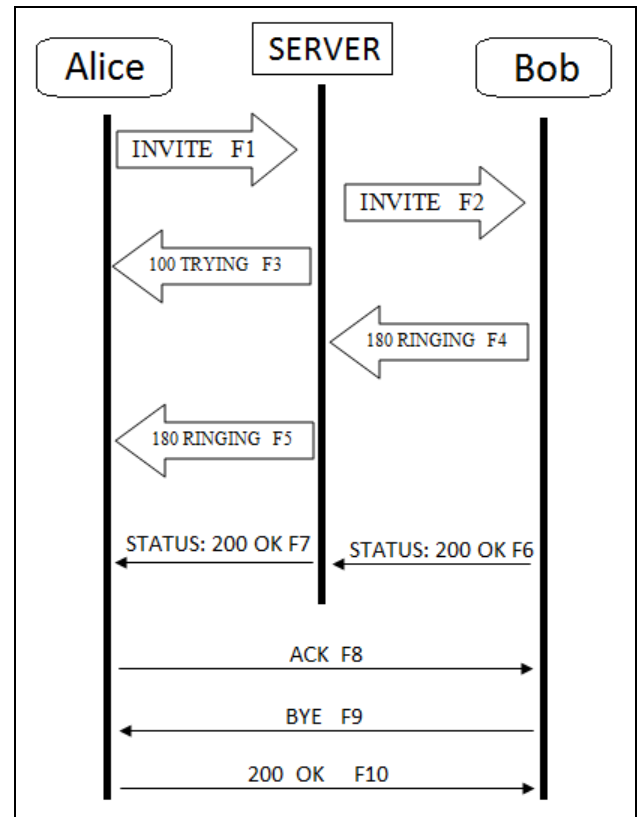 Alice
SERVER
Bob
INVITE F1
INVITE F2
100 TRYING F3
180 RINGING F4
180 RINGING F5
STATUS: 200 OK F7
STATUS: 200 OK F6
ACK F8
BYE F9
200 OK F10